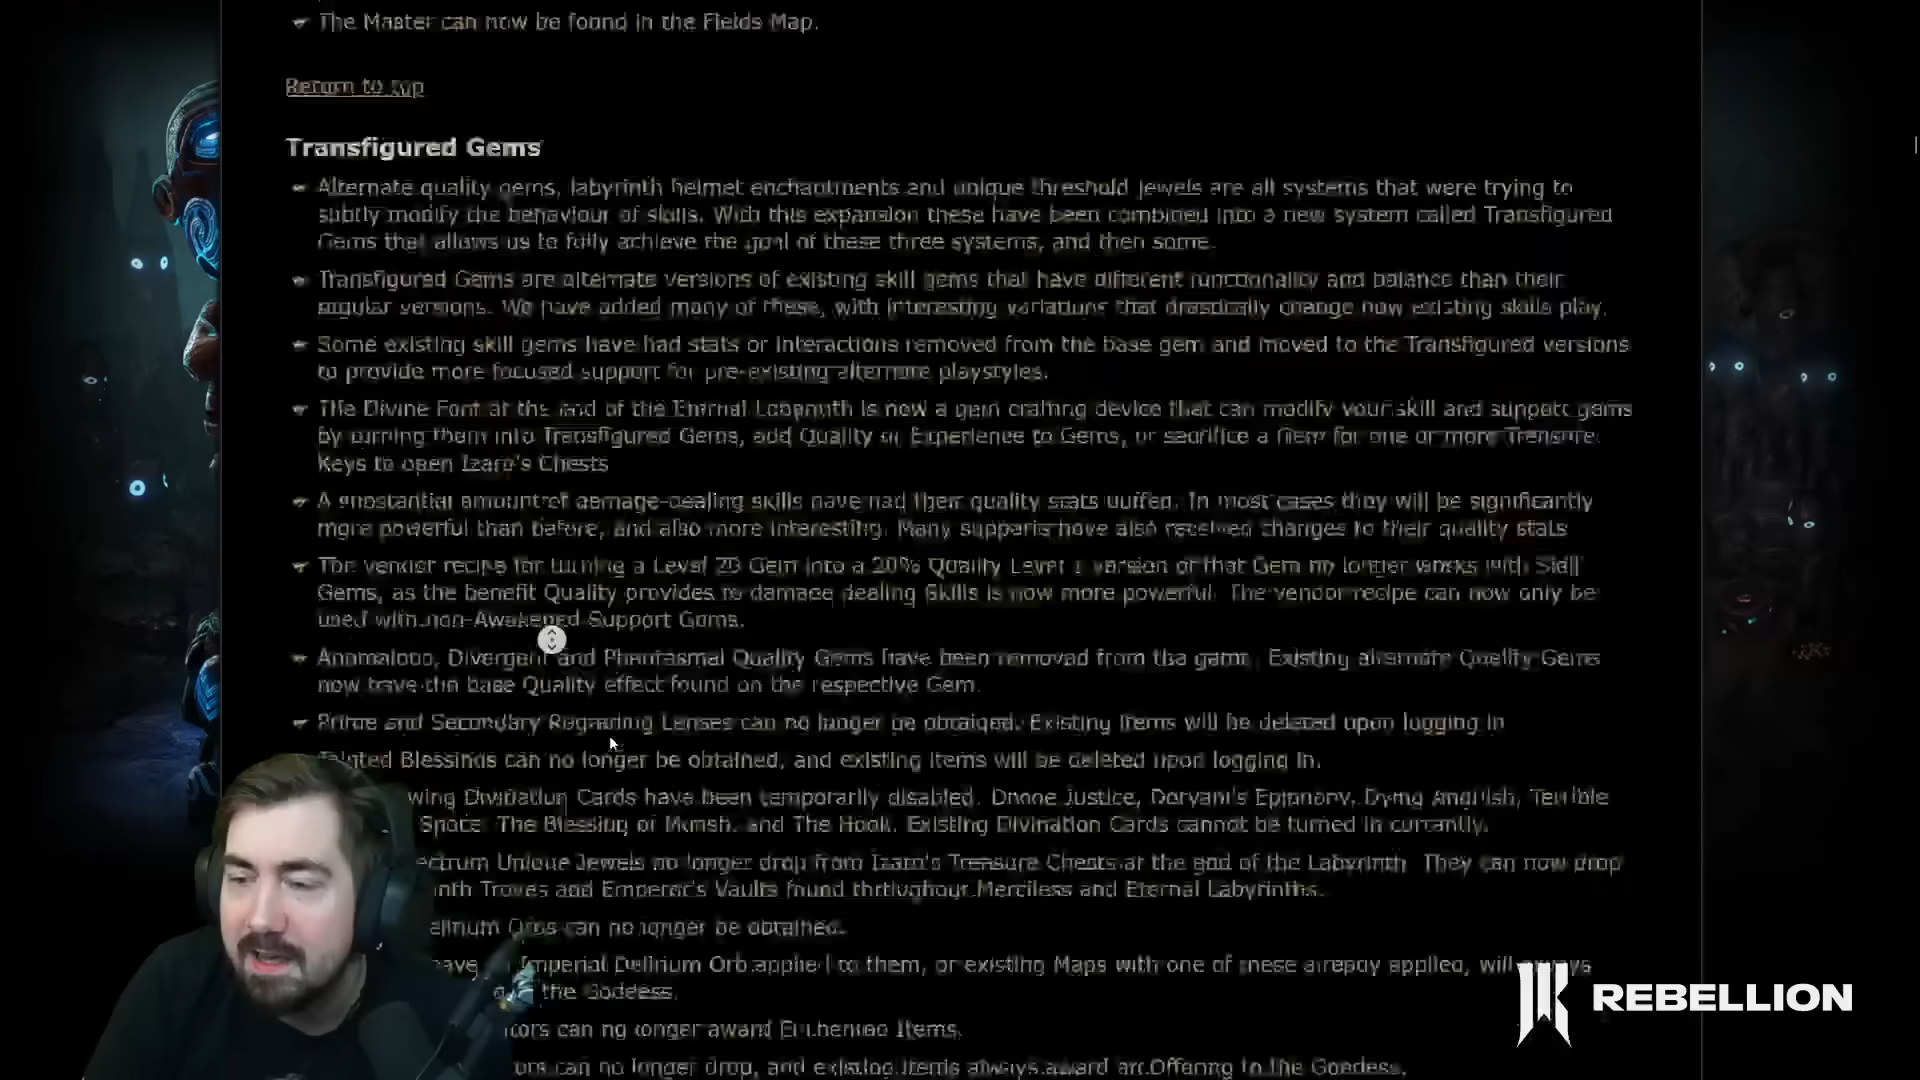 The Master can now be found in the Fields Map.
Return to top
Transfigured Gems
Alternate quality gems, labyrinth helmet enchantments and unique threshold jewels are all systems that were trying to
subtly modify the behaviour of skills. With this expansion these have been combined into a new system called Transfigured
Gems that allows us to fully achieve the goal of these three systems, and then some.
Transfigured Gems are alternate versions of existing skill gems that have different functionality and balance than their
regular versions. We have added many of these, with interesting variations that drastically change how existing skills play.
Some existing skill gems have had stats or interactions removed from the base gem and moved to the Transfigured versions
to provide more focused support for pre-existing alternate playstyles.
The Divine Font at the end of the Eternal Labyrinth is now a gem crafting device that can modify your skill and support gems
by turning them into Transfigured Gems, add Quality or Experience to Gems, or sacrifice a Gem for one or more Treasure
Keys to open Izaro's Chests
A substantial amount of damage-dealing skills have had their quality stats buffed. In most cases they will be significantly
more powerful than before, and also more interesting. Many supports have also received changes to their quality stats
The vendor recipe for turning a Level 20 Gem into a 20% Quality Level 1 version of that Gem no longer works with Skill
Gems, as the benefit Quality provides to damage dealing Skills is now more powerful. The vendor recipe can now only be
used with non-Awakened Support Gems.
Anomalous, Divergent and Phantasmal Quality Gems have been removed from the game. Existing alternate Quality Gems
now have the base Quality effect found on the respective Gem.
Prime and Secondary Regrading Lenses can no longer be obtained. Existing items will be deleted upon logging in
Tainted Blessings can no longer be obtained, and existing items will be deleted upon logging in.
wing Divination Cards have been temporarily disabled. Justice, Doryani's Epiphany, Dying Anguish, Terrible
Space, The Blessing of Moosh, and The Hook. Existing Divination Cards cannot be turned in currently.
ectrum Unique Jewels no longer drop from Izaro's Treasure Chests at the end of the Labyrinth. They can now drop
inth Troves and Emperor's Vaults found throughout Merciless and Eternal Labyrinths.
elirium Orbs can no longer be obtained.
have an Imperial Delirium Orb applied to them, or existing Maps with one of these already applied, will always
the Goddess.
tors can no longer award Enchanted Items.
can no longer drop, and existing items always award an Offering to the Goddess.
REBELLION